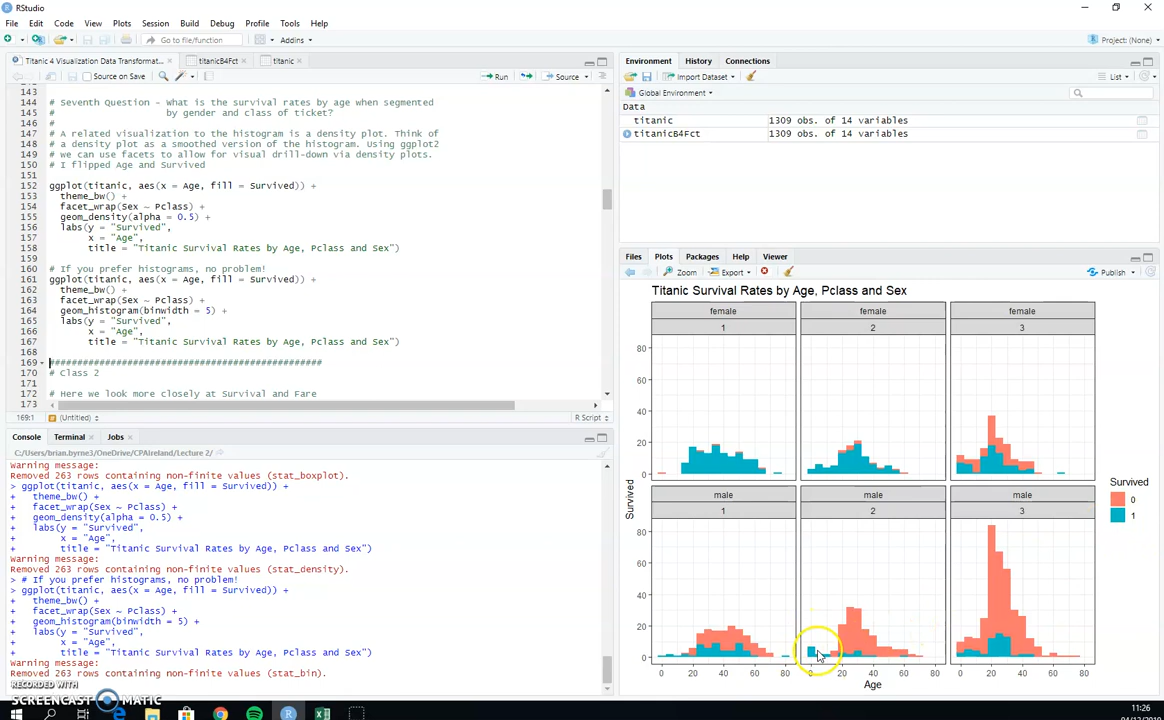 RStudio
File Edit Code View Plots Session Build Debug Profile Tools Help
Go to file/function Addins Project: (None)
Titanic 4 Visualization Data Transformat... titanicB4Fct titanic
Source on Save Run Source
143
144 # Seventh Question - what is the survival rates by age when segmented
145 # by gender and class of ticket?
146 #
147 # A related visualization to the histogram is a density plot. Think of
148 # a density plot as a smoothed version of the histogram. Using ggplot2
149 # we can use facets to allow for visual drill-down via density plots.
150 # I flipped Age and Survived
151
152 ggplot(titanic, aes(x = Age, fill = Survived)) +
153 theme_bw() +
154 facet_wrap(Sex ~ Pclass) +
155 geom_density(alpha = 0.5) +
156 labs(y = "Survived",
157 x = "Age",
158 title = "Titanic Survival Rates by Age, Pclass and Sex")
159
160 # If you prefer histograms, no problem!
161 ggplot(titanic, aes(x = Age, fill = Survived)) +
162 theme_bw() +
163 facet_wrap(Sex ~ Pclass) +
164 geom_histogram(binwidth = 5) +
165 labs(y = "Survived",
166 x = "Age",
167 title = "Titanic Survival Rates by Age, Pclass and Sex")
168
169 ##################################################
170 # Class 2
171
172 # Here we look more closely at Survival and Fare
173
169:1 (Untitled) R Script
Console Terminal Jobs
C:/Users/brian.byrne3/OneDrive/CPAIreland/Lecture 2/
Warning message:
Removed 263 rows containing non-finite values (stat_boxplot).
> ggplot(titanic, aes(x = Age, fill = Survived)) +
+ theme_bw() +
+ facet_wrap(Sex ~ Pclass) +
+ geom_density(alpha = 0.5) +
+ labs(y = "Survived",
+ x = "Age",
+ title = "Titanic Survival Rates by Age, Pclass and Sex")
Warning message:
Removed 263 rows containing non-finite values (stat_density).
> # If you prefer histograms, no problem!
> ggplot(titanic, aes(x = Age, fill = Survived)) +
+ theme_bw() +
+ facet_wrap(Sex ~ Pclass) +
+ geom_histogram(binwidth = 5) +
+ labs(y = "Survived",
+ x = "Age",
+ title = "Titanic Survival Rates by Age, Pclass and Sex")
Warning message:
Removed 263 rows containing non-finite values (stat_bin).
RECORDED WITH
SCREENCAST MATIC
Environment History Connections
Import Dataset List
Global Environment
Data
titanic 1309 obs. of 14 variables
titanicB4Fct 1309 obs. of 14 variables
Files Plots Packages Help Viewer
Zoom Export Publish
Titanic Survival Rates by Age, Pclass and Sex
female female female
1 2 3
80
60
40
20
0
male male male
1 2 3
80
60
40
20
0
0 20 40 60 80 0 20 40 60 80 0 20 40 60 80
Age
Survived
Survived
0
1
11:26